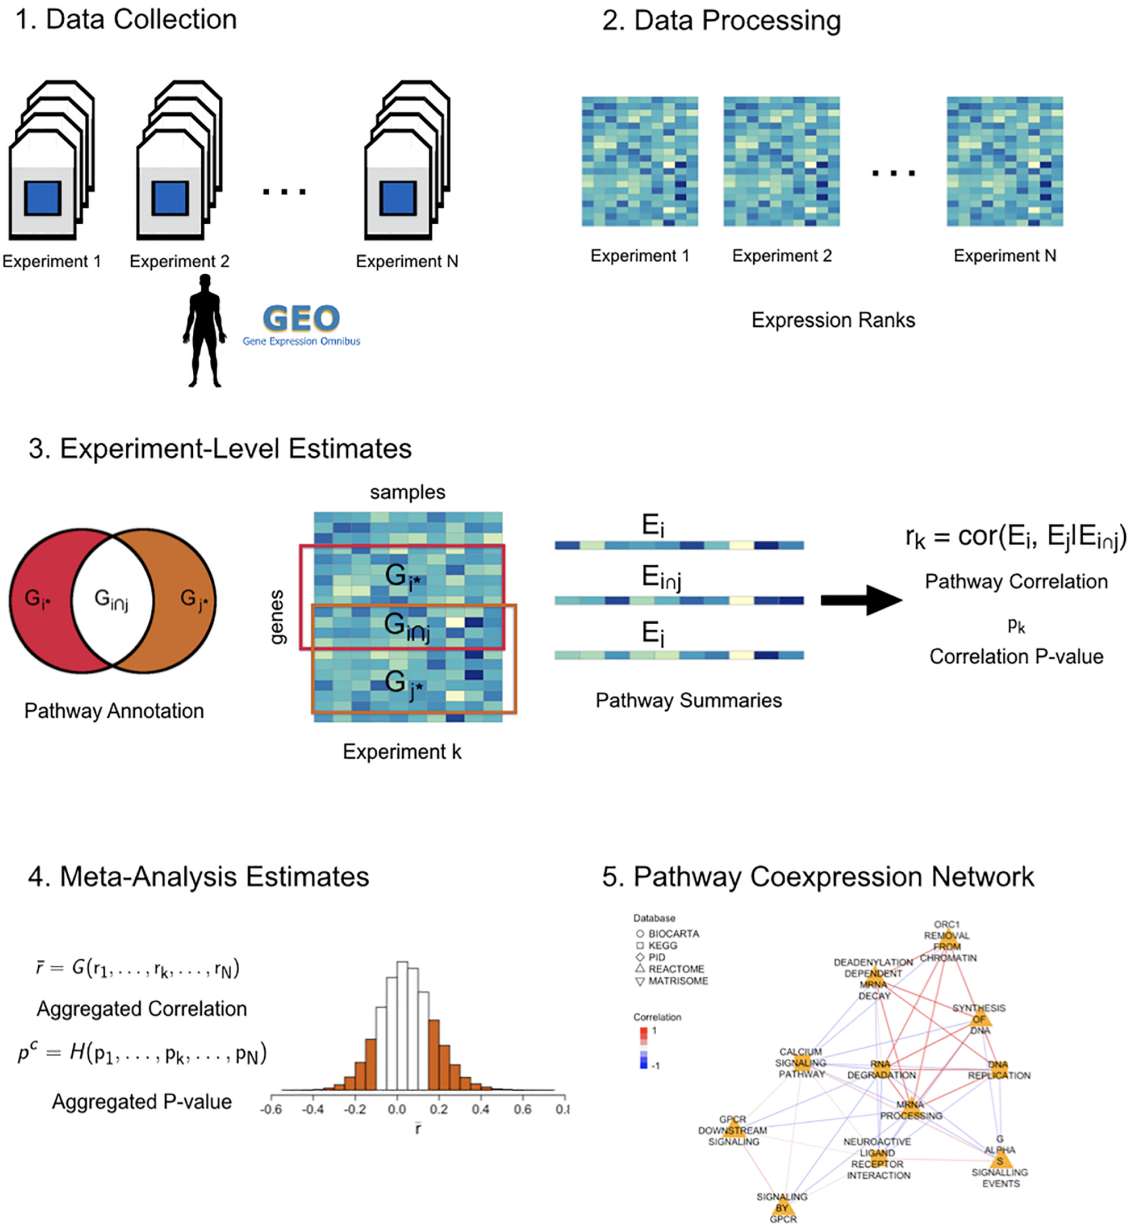 1. Data Collection
Experiment 1
Experiment 2
...
Experiment N
GEO
Gene Expression Omnibus
2. Data Processing
Experiment 1
Experiment 2
...
Experiment N
Expression Ranks
3. Experiment-Level Estimates
Gi*
Gi∩j
Gj*
Pathway Annotation
samples
genes
Gi*
Gi∩j
Gj*
Experiment k
Ei
Ei∩j
Ei
Pathway Summaries
rk = cor(Ei, Ej|Ei∩j)
Pathway Correlation
pk
Correlation P-value
4. Meta-Analysis Estimates
r̄ = G(r1, . . . , rk, . . . , rN)
Aggregated Correlation
pc = H(p1, . . . , pk, . . . , pN)
Aggregated P-value
-0.6 -0.4 -0.2 0.0 0.2 0.4 0.6
r̄
5. Pathway Coexpression Network
Database
BIOCARTA
KEGG
PID
REACTOME
MATRISOME
Correlation
1
-1
ORC1
REMOVAL
FROM
CHROMATIN
DEADENYLATION
DEPENDENT
MRNA
DECAY
SYNTHESIS
OF
DNA
CALCIUM
SIGNALING
PATHWAY
RNA
DEGRADATION
DNA
REPLICATION
MRNA
PROCESSING
GPCR
DOWNSTREAM
SIGNALING
NEUROACTIVE
LIGAND
RECEPTOR
INTERACTION
G
ALPHA
S
SIGNALLING
EVENTS
SIGNALING
BY
GPCR